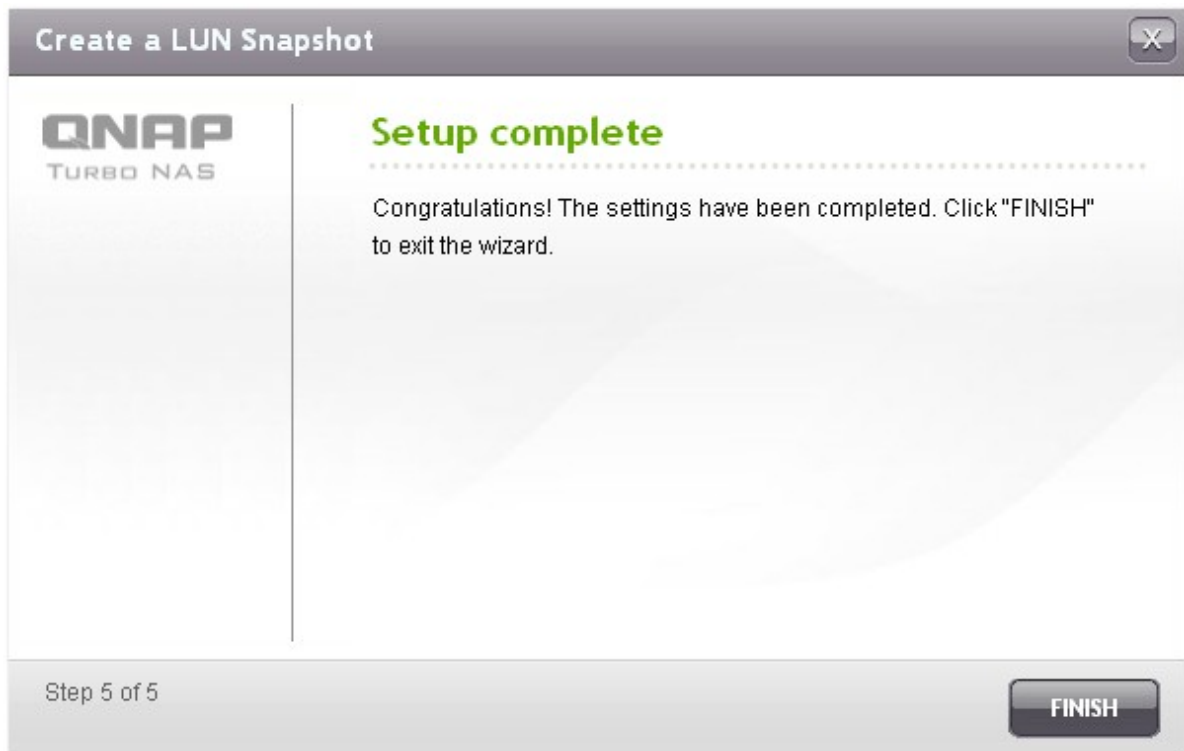 Create a LUN Snapshot
X
QNAP
TURBO NAS
Setup complete
Congratulations! The settings have been completed. Click "FINISH"
to exit the wizard.
Step 5 of 5
FINISH